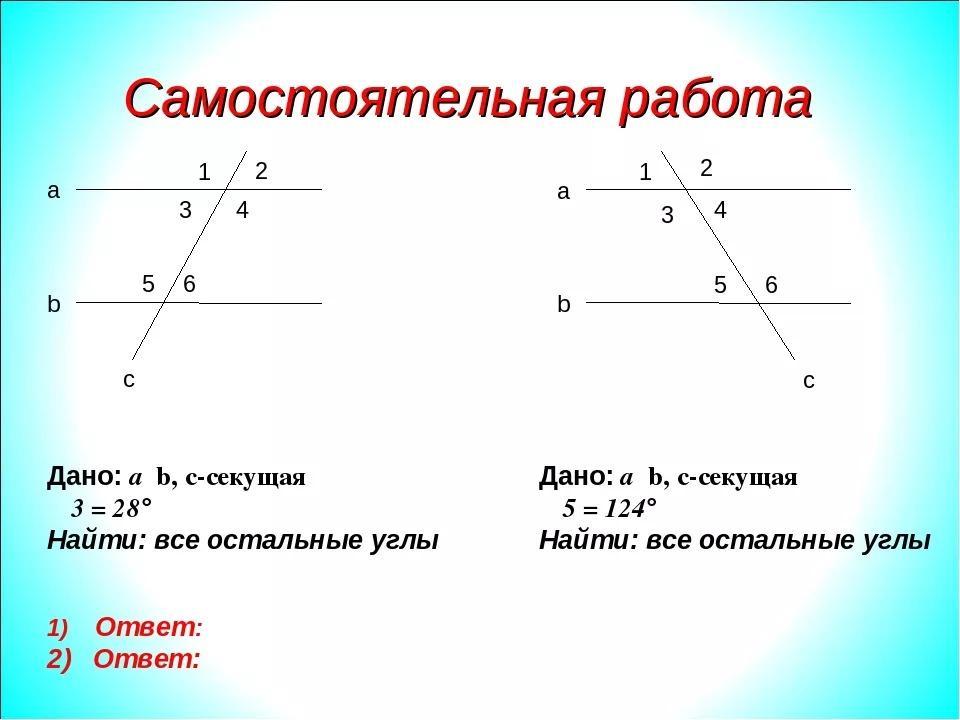 Самостоятельная работа
1 2
a
3 4
5 6
b
c
1 2
a
3 4
5 6
b
c
Дано: a b, c-секущая
3 = 28°
Найти: все остальные углы
Дано: a b, c-секущая
5 = 124°
Найти: все остальные углы
1) Ответ:
2) Ответ: